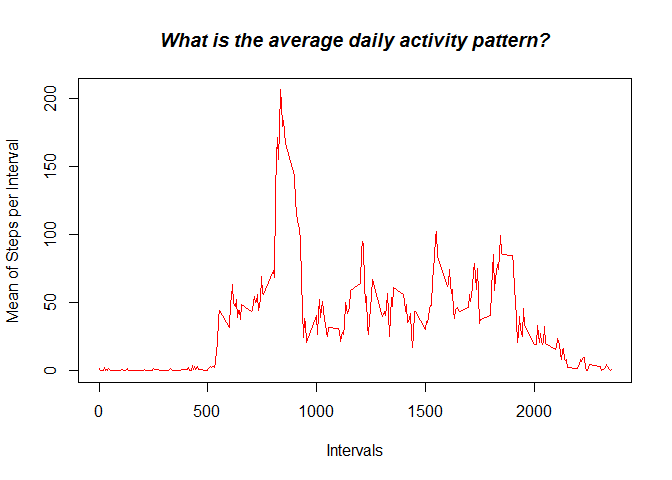 What is the average daily activity pattern?
Mean of Steps per Interval
200
150
100
50
0
0 500 1000 1500 2000
Intervals